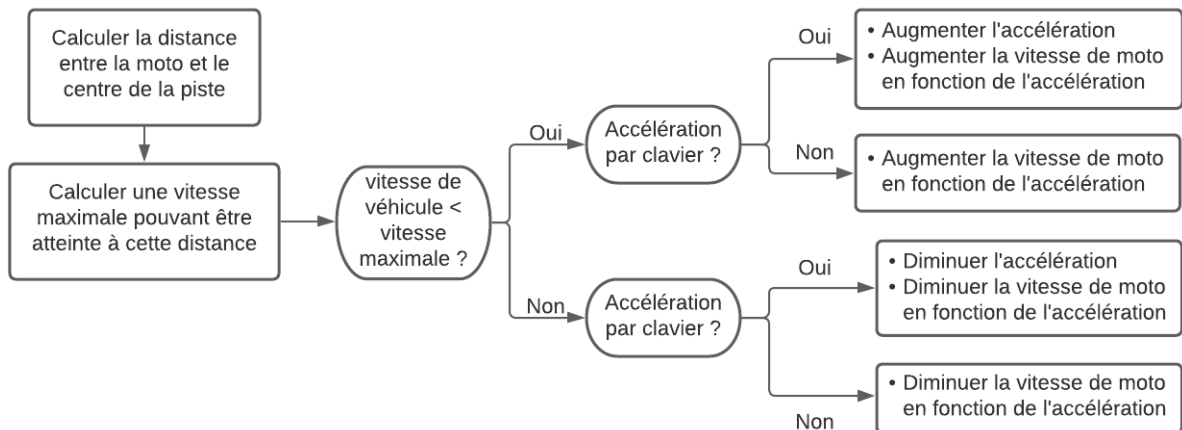 Calculer la distance
entre la moto et le
centre de la piste
Calculer une vitesse
maximale pouvant être
atteinte à cette distance
vitesse de
véhicule <
vitesse
maximale ?
Oui
Accélération
par clavier ?
Oui
• Augmenter l'accélération
• Augmenter la vitesse de moto
en fonction de l'accélération
Non
• Augmenter la vitesse de moto
en fonction de l'accélération
Non
Accélération
par clavier ?
Oui
• Diminuer l'accélération
• Diminuer la vitesse de moto
en fonction de l'accélération
Non
• Diminuer la vitesse de moto
en fonction de l'accélération